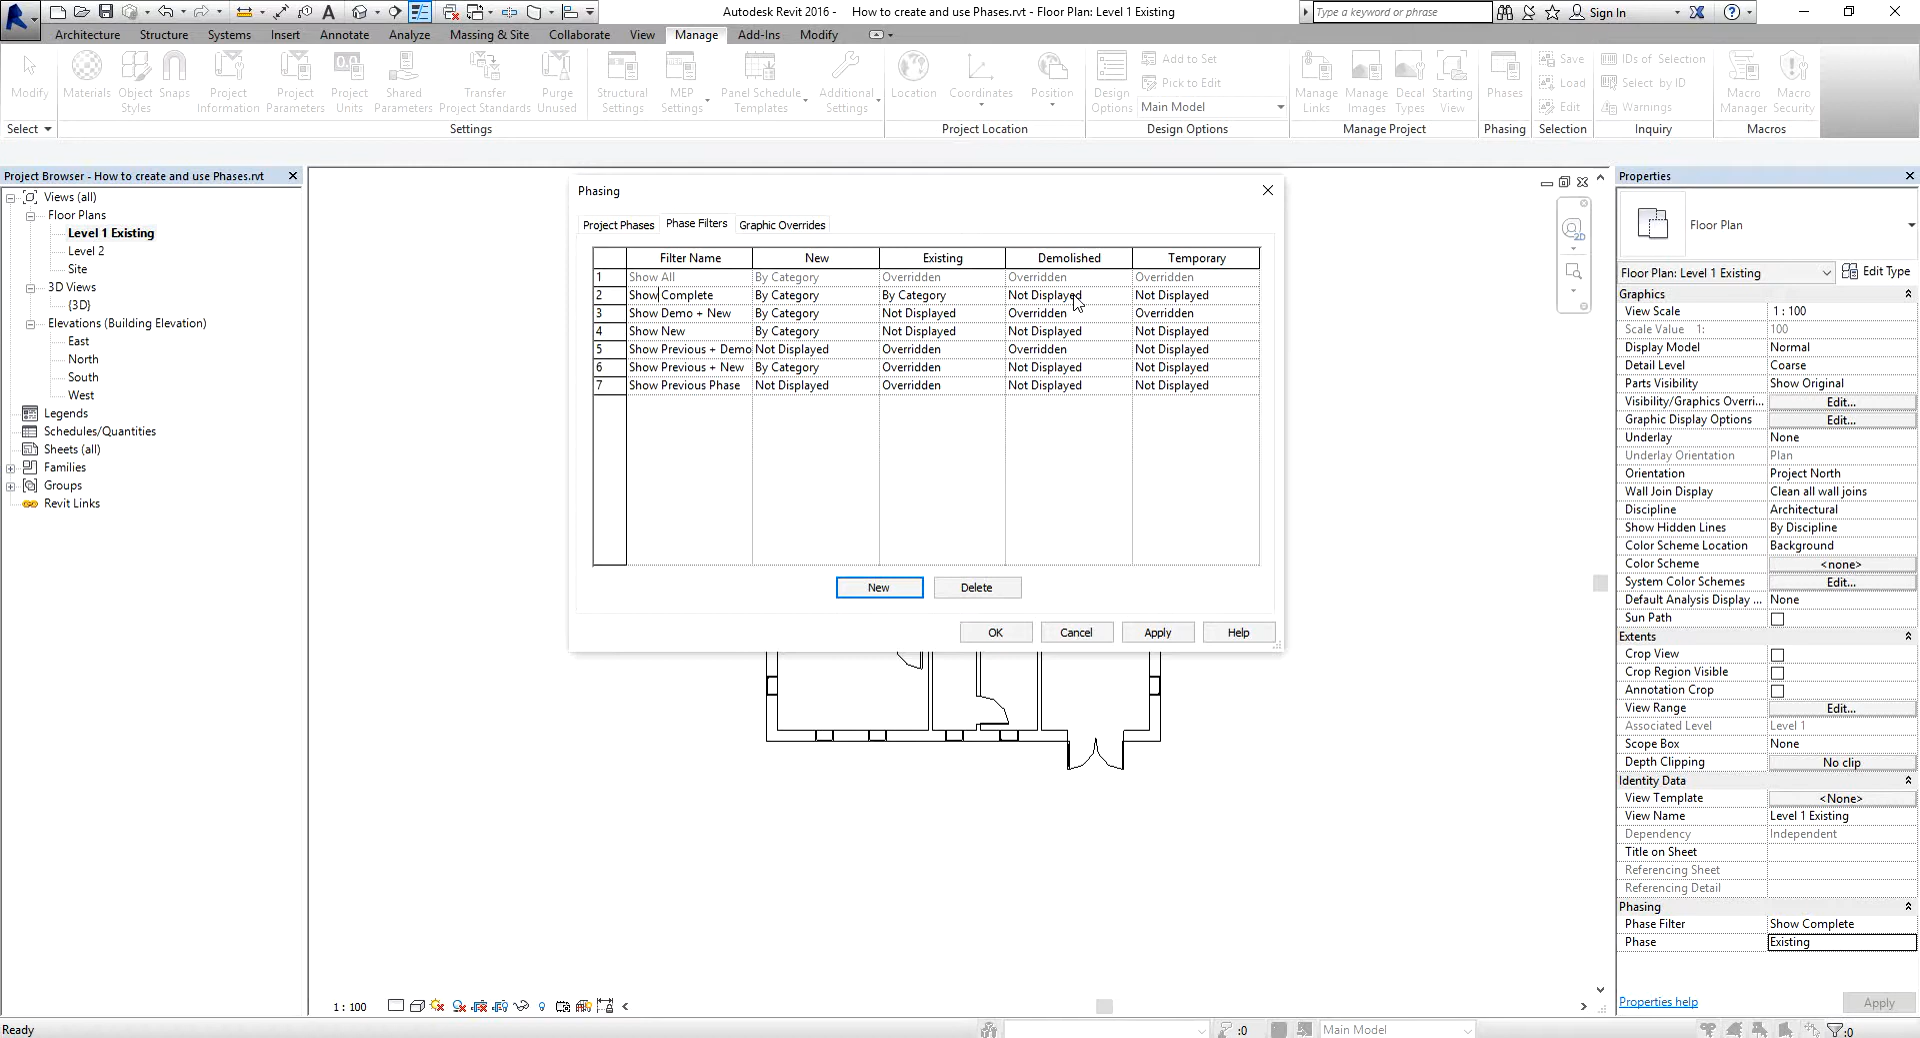 Autodesk Revit 2016 - How to create and use Phases.rvt - Floor Plan: Level 1 Existing
Type a keyword or phrase
Sign In
Architecture Structure Systems Insert Annotate Analyze Massing & Site Collaborate View Manage Add-Ins Modify
Modify
Materials
Object Styles
Snaps
Project Information
Project Parameters
Project Units
Shared Parameters
Transfer Project Standards
Purge Unused
Structural Settings
MEP Settings
Panel Schedule Templates
Additional Settings
Location
Coordinates
Position
Design Options
Add to Set
Pick to Edit
Main Model
Manage Links
Manage Images
Decal Types
Starting View
Phases
Save
Load
Edit
IDs of Selection
Select by ID
Warnings
Macro Manager
Macro Security
Select
Settings
Project Location
Design Options
Manage Project
Phasing
Selection
Inquiry
Macros
Project Browser - How to create and use Phases.rvt
Views (all)
Floor Plans
Level 1 Existing
Level 2
Site
3D Views
{3D}
Elevations (Building Elevation)
East
North
South
West
Legends
Schedules/Quantities
Sheets (all)
Families
Groups
Revit Links
Phasing
Project Phases Phase Filters Graphic Overrides
Filter Name New Existing Demolished Temporary
1 Show All By Category Overridden Overridden Overridden
2 Show Complete By Category By Category Not Displayed Not Displayed
3 Show Demo + New By Category Not Displayed Overridden Overridden
4 Show New By Category Not Displayed Not Displayed Not Displayed
5 Show Previous + Demo Not Displayed Overridden Overridden Not Displayed
6 Show Previous + New By Category Overridden Not Displayed Not Displayed
7 Show Previous Phase Not Displayed Overridden Not Displayed Not Displayed
New Delete
OK Cancel Apply Help
2D
Properties
Floor Plan
Floor Plan: Level 1 Existing Edit Type
Graphics
View Scale 1 : 100
Scale Value 1: 100
Display Model Normal
Detail Level Coarse
Parts Visibility Show Original
Visibility/Graphics Overri... Edit...
Graphic Display Options Edit...
Underlay None
Underlay Orientation Plan
Orientation Project North
Wall Join Display Clean all wall joins
Discipline Architectural
Show Hidden Lines By Discipline
Color Scheme Location Background
Color Scheme <none>
System Color Schemes Edit...
Default Analysis Display ... None
Sun Path
Extents
Crop View
Crop Region Visible
Annotation Crop
View Range Edit...
Associated Level Level 1
Scope Box None
Depth Clipping No clip
Identity Data
View Template <None>
View Name Level 1 Existing
Dependency Independent
Title on Sheet
Referencing Sheet
Referencing Detail
Phasing
Phase Filter Show Complete
Phase Existing
Properties help Apply
1 : 100
Ready
:0
Main Model
:0